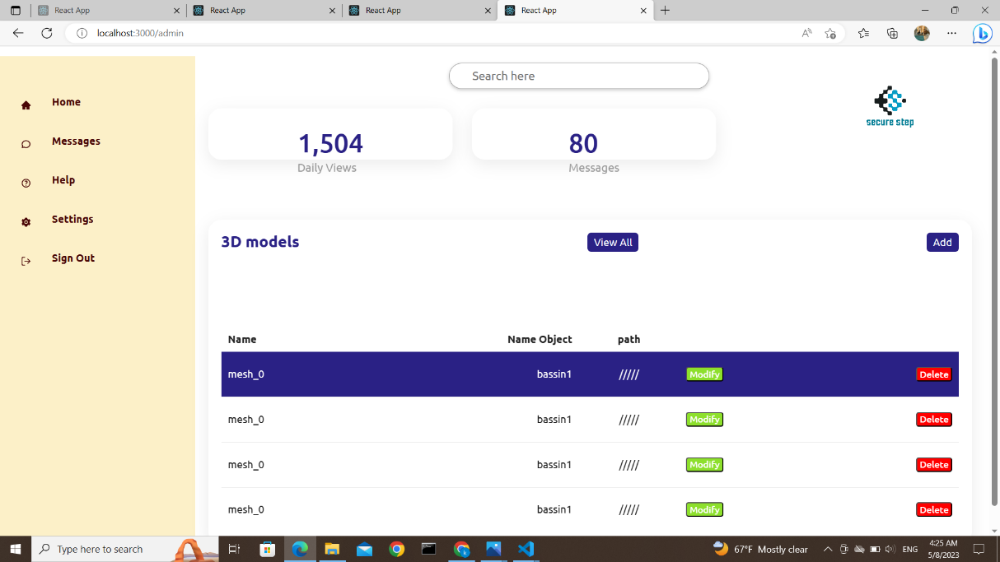 React App
React App
React App
React App
localhost:3000/admin
Search here
secure step
Home
Messages
Help
Settings
Sign Out
1,504
Daily Views
80
Messages
3D models View All Add
Name Name Object path
mesh_0 bassin1 ///// Modify Delete
mesh_0 bassin1 ///// Modify Delete
mesh_0 bassin1 ///// Modify Delete
mesh_0 bassin1 ///// Modify Delete
Type here to search
67°F Mostly clear
ENG
4:25 AM
5/8/2023